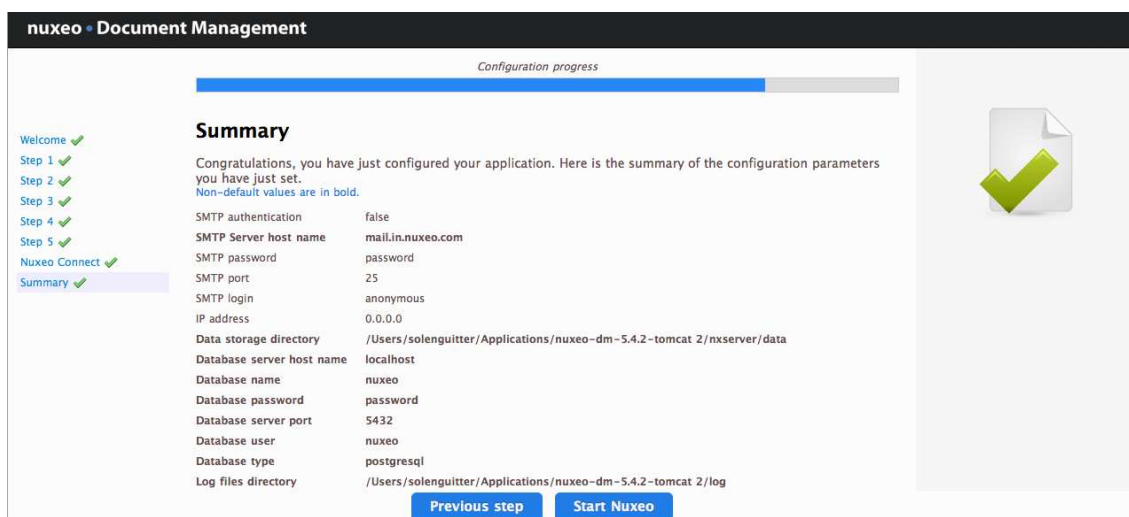 nuxeo • Document Management
Configuration progress
Welcome
Step 1
Step 2
Step 3
Step 4
Step 5
Nuxeo Connect
Summary
Summary
Congratulations, you have just configured your application. Here is the summary of the configuration parameters
you have just set.
Non-default values are in bold.
SMTP authentication false
SMTP Server host name mail.in.nuxeo.com
SMTP password password
SMTP port 25
SMTP login anonymous
IP address 0.0.0.0
Data storage directory /Users/solenguitter/Applications/nuxeo-dm-5.4.2-tomcat 2/nxserver/data
Database server host name localhost
Database name nuxeo
Database password password
Database server port 5432
Database user nuxeo
Database type postgresql
Log files directory /Users/solenguitter/Applications/nuxeo-dm-5.4.2-tomcat 2/log
Previous step Start Nuxeo